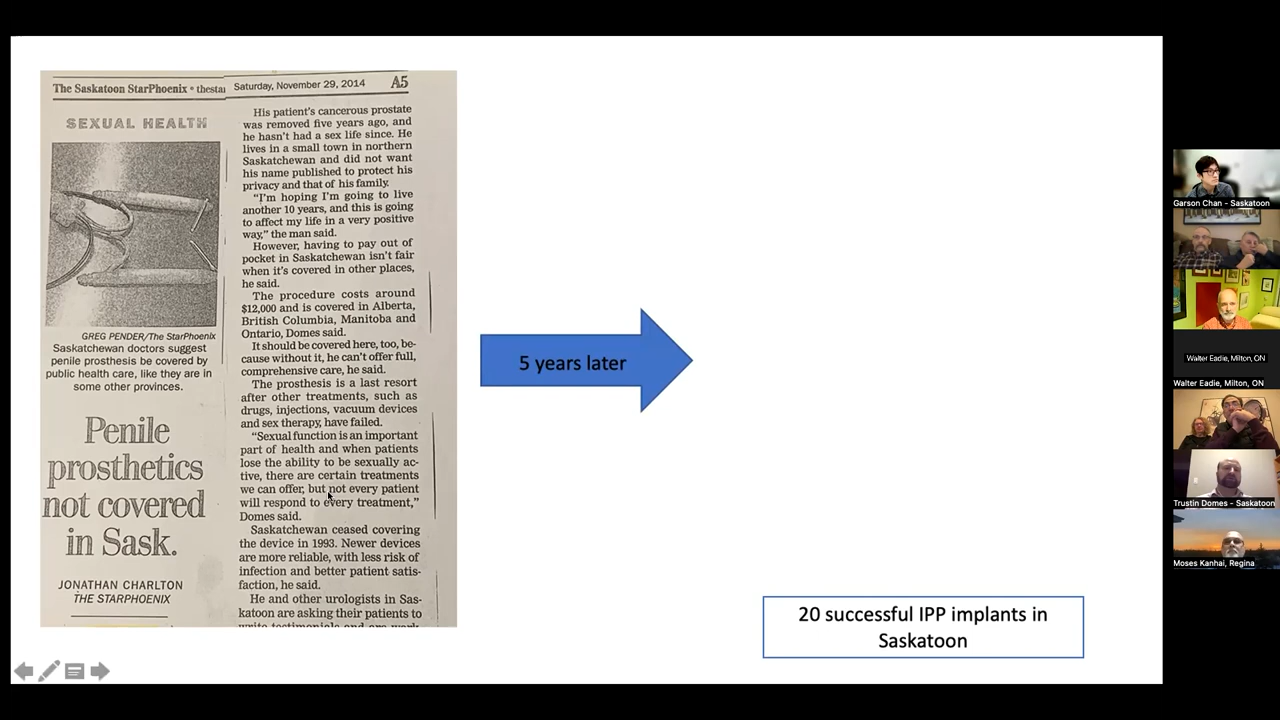 The Saskatoon StarPhoenix • thestar
Saturday, November 29, 2014 A5
SEXUAL HEALTH
GREG PENDER/The StarPhoenix
Saskatchewan doctors suggest
penile prosthesis be covered by
public health care, like they are in
some other provinces.
Penile
prosthetics
not covered
in Sask.
JONATHAN CHARLTON
THE STARPHOENIX
His patient's cancerous prostate
was removed five years ago, and
he hasn't had a sex life since. He
lives in a small town in northern
Saskatchewan and did not want
his name published to protect his
privacy and that of his family.
"I'm hoping I'm going to live
another 10 years, and this is going
to affect my life in a very positive
way," the man said.
However, having to pay out of
pocket in Saskatchewan isn't fair
when it's covered in other places,
he said.
The procedure costs around
$12,000 and is covered in Alberta,
British Columbia, Manitoba and
Ontario, Domes said.
It should be covered here, too, be-
cause without it, he can't offer full,
comprehensive care, he said.
The prosthesis is a last resort
after other treatments, such as
drugs, injections, vacuum devices
and sex therapy, have failed.
"Sexual function is an important
part of health and when patients
lose the ability to be sexually ac-
tive, there are certain treatments
we can offer, but not every patient
will respond to every treatment,"
Domes said.
Saskatchewan ceased covering
the device in 1993. Newer devices
are more reliable, with less risk of
infection and better patient satis-
faction, he said.
He and other urologists in Sas-
katoon are asking their patients to
5 years later
20 successful IPP implants in
Saskatoon
Garson Chan - Saskatoon
Walter Eadie, Milton, ON
Walter Eadie, Milton, ON
Trustin Domes - Saskatoon
Moses Kanhai, Regina